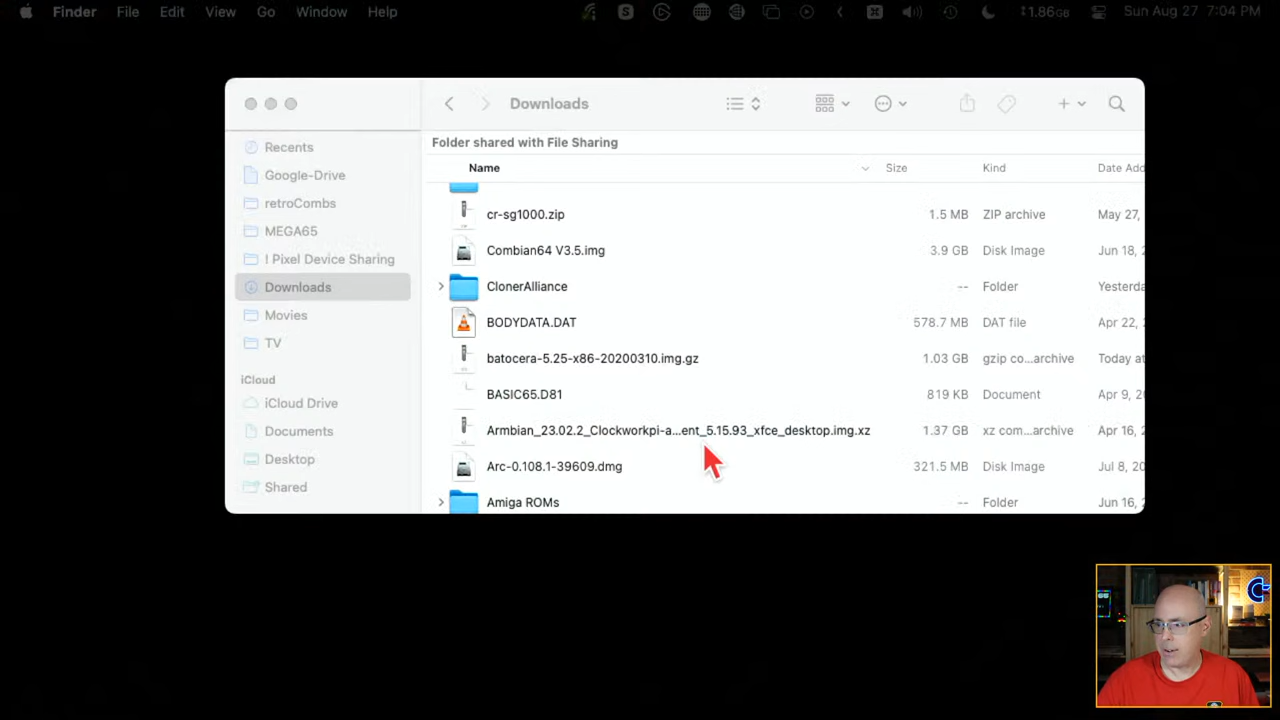 Finder File Edit View Go Window Help 1.86GB Sun Aug 27 7:04 PM
Downloads
Folder shared with File Sharing
Name Size Kind Date Add
Recents
Google-Drive
retroCombs
MEGA65
! Pixel Device Sharing
Downloads
Movies
TV
iCloud
iCloud Drive
Documents
Desktop
Shared
cr-sg1000.zip 1.5 MB ZIP archive May 27,
Combian64 V3.5.img 3.9 GB Disk Image Jun 18, 2
ClonerAlliance -- Folder Yesterda
BODYDATA.DAT 578.7 MB DAT file Apr 22,
batocera-5.25-x86-20200310.img.gz 1.03 GB gzip co...archive Today at
BASIC65.D81 819 KB Document Apr 9, 20
Armbian_23.02.2_Clockworkpi-a...ent_5.15.93_xfce_desktop.img.xz 1.37 GB xz com...archive Apr 16, 2
Arc-0.108.1-39609.dmg 321.5 MB Disk Image Jul 8, 20
Amiga ROMs -- Folder Jun 16, 2